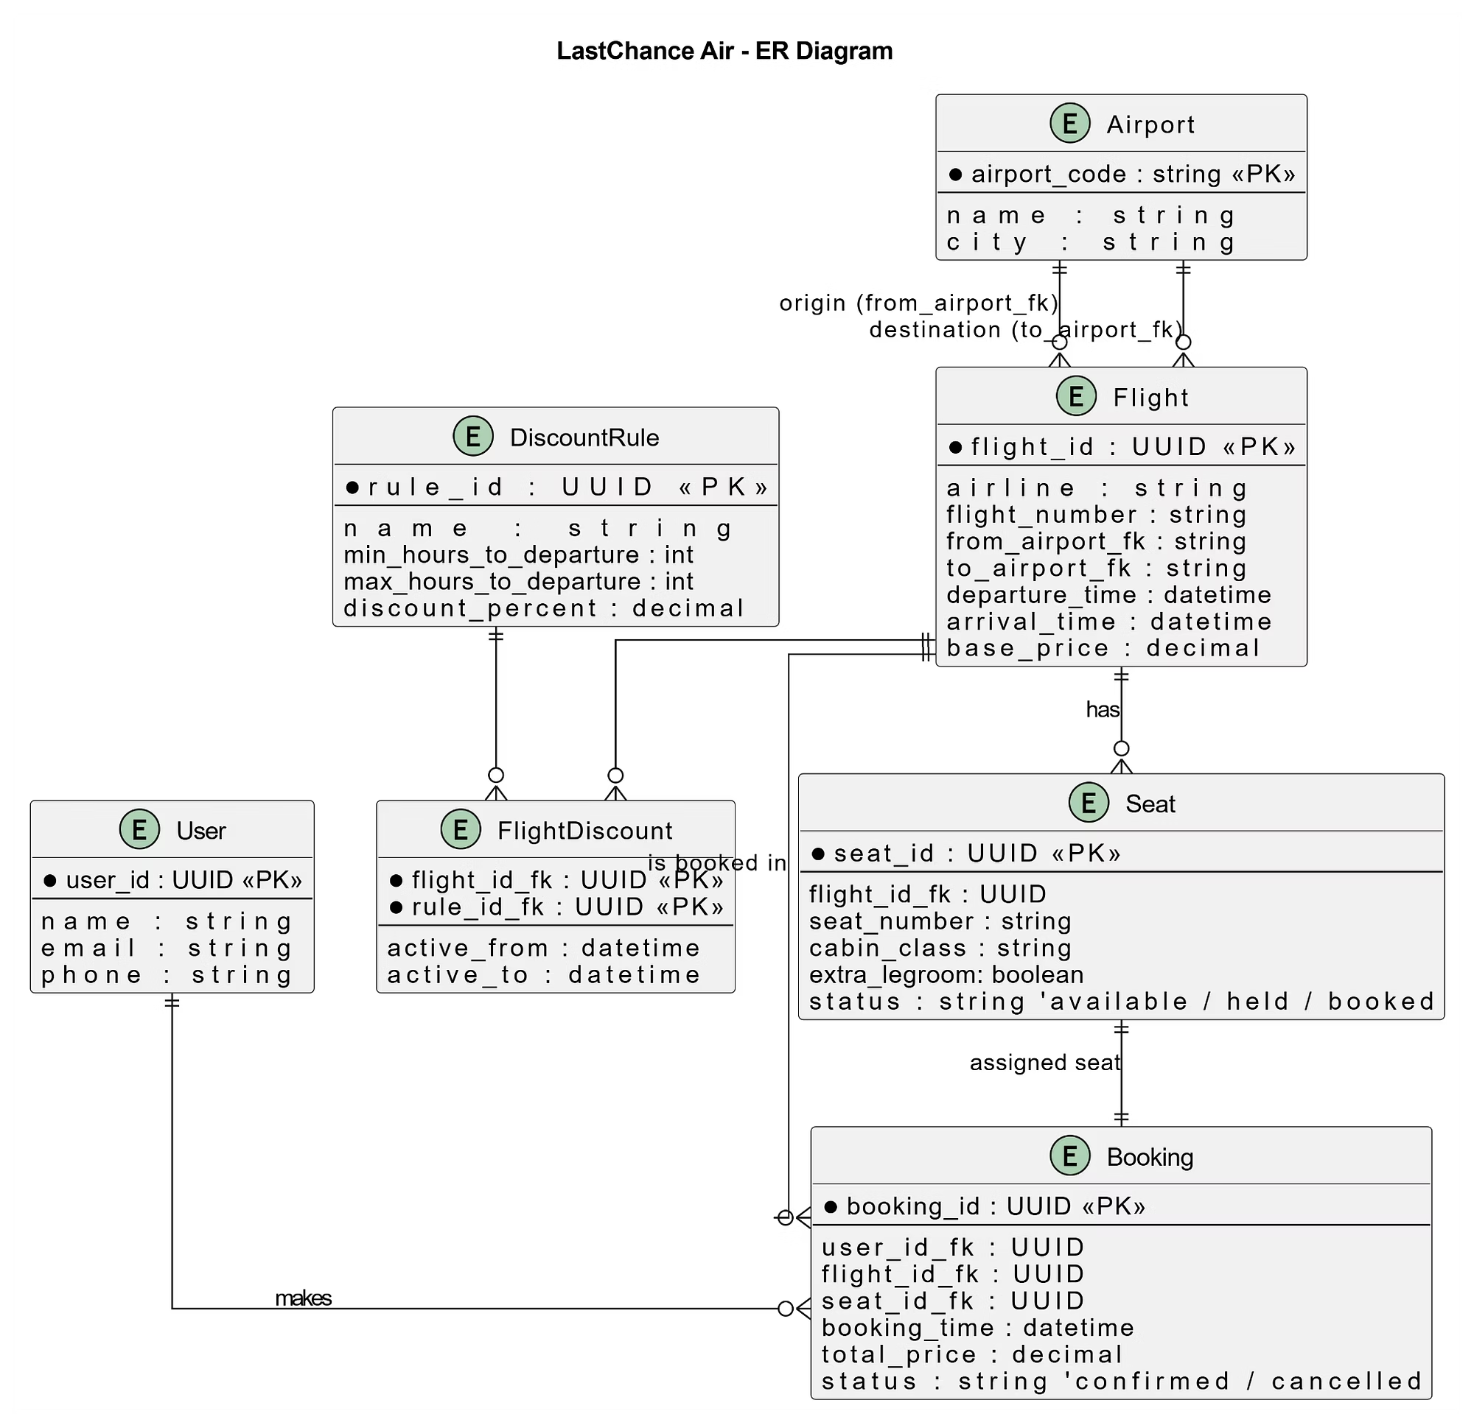 LastChance Air - ER Diagram
E Airport
airport_code : string «PK»
name : string
city : string
origin (from_airport_fk)
destination (to_airport_fk)
E Flight
flight_id : UUID «PK»
airline : string
flight_number : string
from_airport_fk : string
to_airport_fk : string
departure_time : datetime
arrival_time : datetime
base_price : decimal
E DiscountRule
rule_id : UUID «PK»
name : string
min_hours_to_departure : int
max_hours_to_departure : int
discount_percent : decimal
has
E User
user_id : UUID «PK»
name : string
email : string
phone : string
E FlightDiscount
flight_id_fk : UUID «PK»
rule_id_fk : UUID «PK»
active_from : datetime
active_to : datetime
is booked in
E Seat
seat_id : UUID «PK»
flight_id_fk : UUID
seat_number : string
cabin_class : string
extra_legroom: boolean
status : string 'available / held / booked
assigned seat
E Booking
booking_id : UUID «PK»
user_id_fk : UUID
flight_id_fk : UUID
seat_id_fk : UUID
booking_time : datetime
total_price : decimal
status : string 'confirmed / cancelled
makes